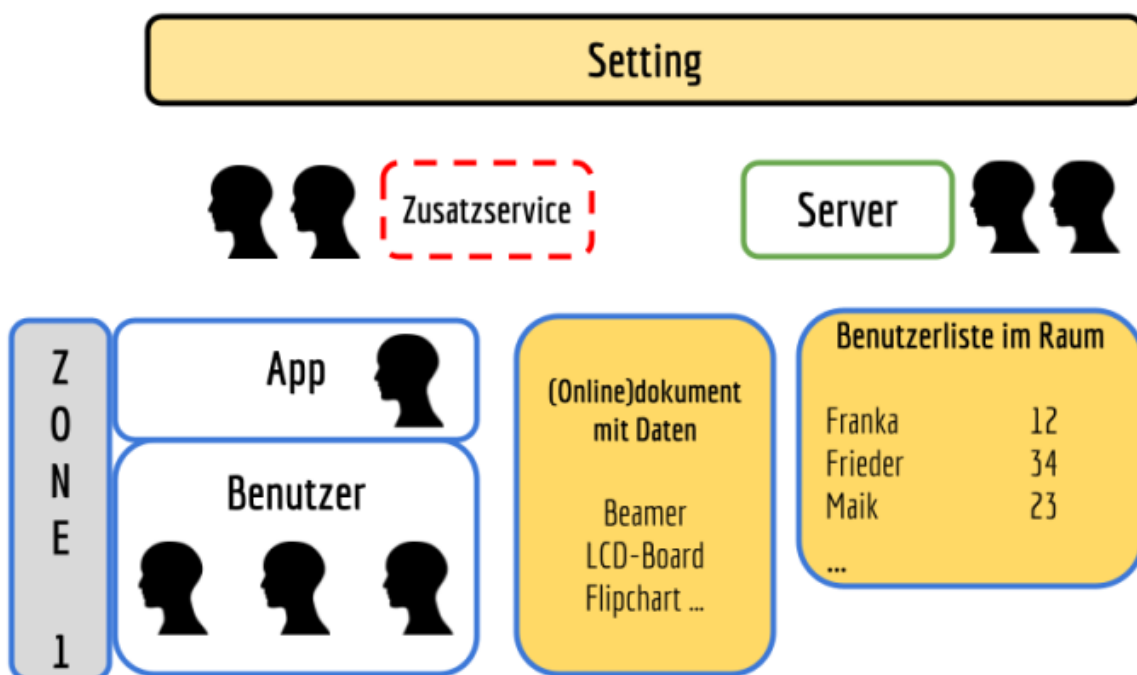 Setting
Zusatzservice
Server
ZONE 1
App
Benutzer
(Online)dokument
mit Daten
Beamer
LCD-Board
Flipchart ...
Benutzerliste im Raum
Franka 12
Frieder 34
Maik 23
...